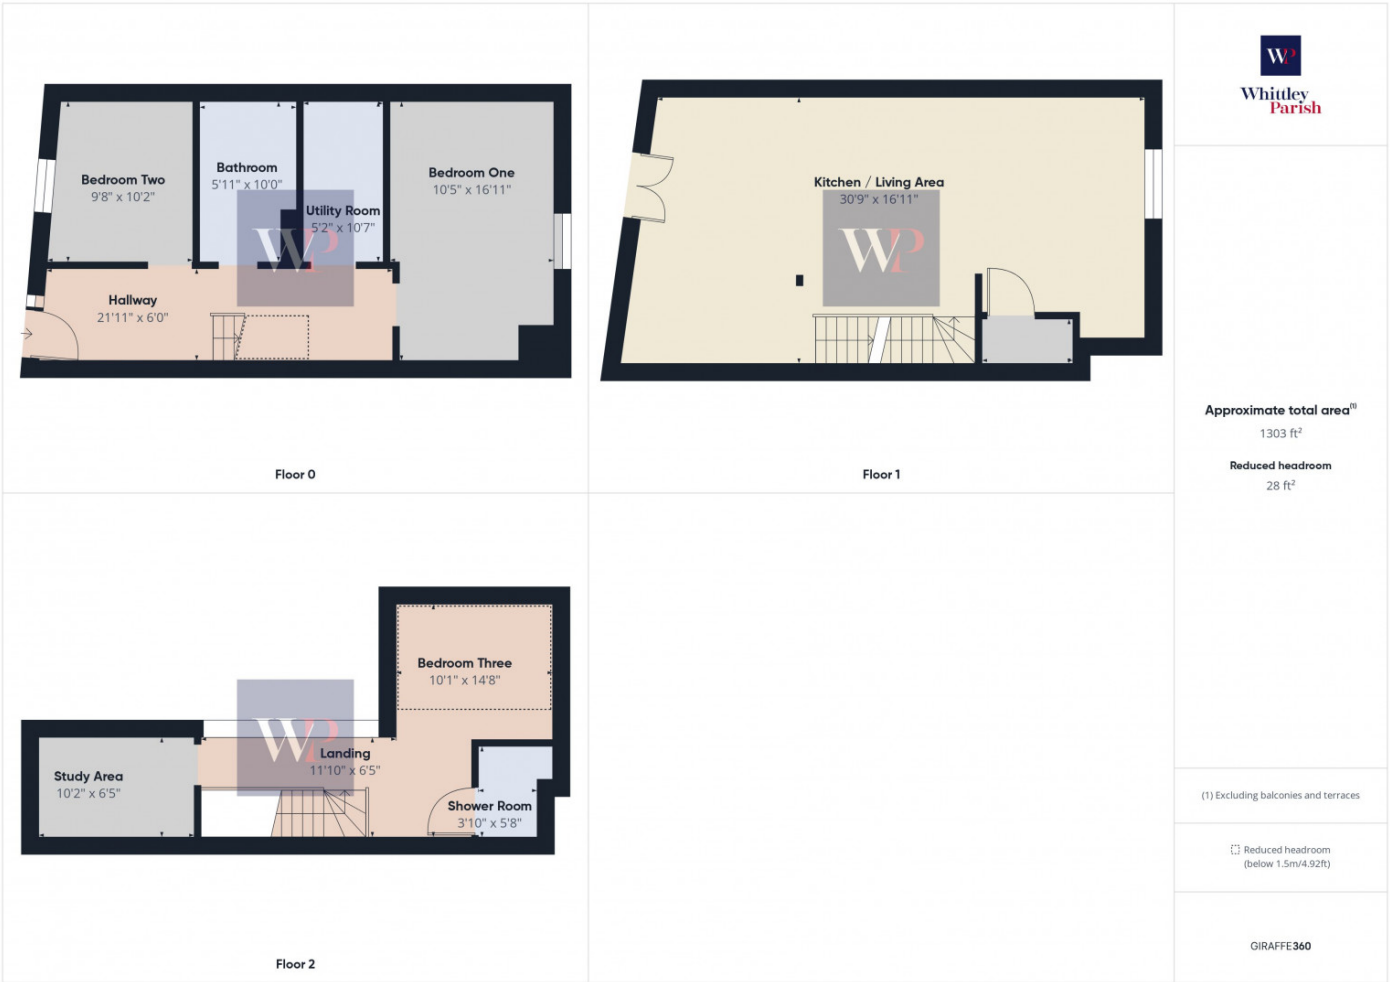 Bedroom Two
9'8" x 10'2"
Bathroom
5'11" x 10'0"
Utility Room
5'2" x 10'7"
Bedroom One
10'5" x 16'11"
Hallway
21'11" x 6'0"
WP
Floor 0
Kitchen / Living Area
30'9" x 16'11"
WP
Floor 1
Bedroom Three
10'1" x 14'8"
Landing
11'10" x 6'5"
Study Area
10'2" x 6'5"
Shower Room
3'10" x 5'8"
WP
Floor 2
WP
Whittley
Parish
Approximate total area(1)
1303 ft²
Reduced headroom
28 ft²
(1) Excluding balconies and terraces
Reduced headroom
(below 1.5m/4.92ft)
GIRAFFE360